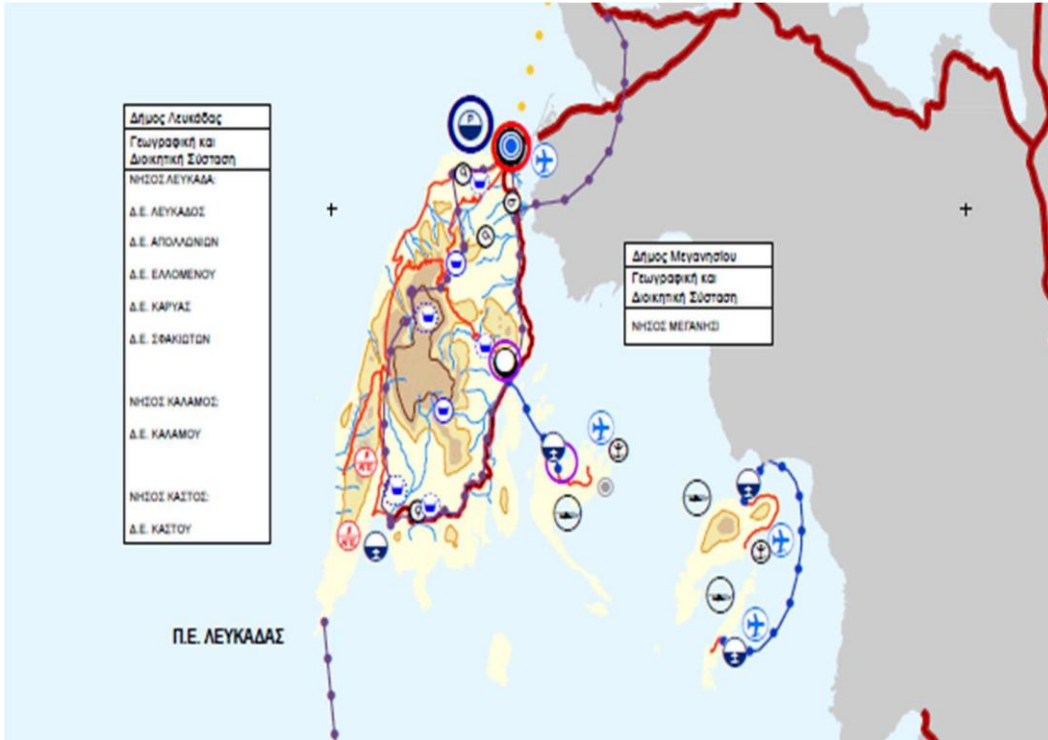 Δήμος Λευκάδας
Γεωγραφική και
Διοικητική Σύσταση
ΝΗΣΟΣ ΛΕΥΚΑΔΑ:
Δ.Ε. ΛΕΥΚΑΔΟΣ
Δ.Ε. ΑΠΟΛΛΩΝΙΩΝ
Δ.Ε. ΕΛΛΟΜΕΝΟΥ
Δ.Ε. ΚΑΡΥΑΣ
Δ.Ε. ΣΦΑΚΙΩΤΩΝ
ΝΗΣΟΣ ΚΑΛΑΜΟΣ:
Δ.Ε. ΚΑΛΑΜΟΥ
ΝΗΣΟΣ ΚΑΣΤΟΣ:
Δ.Ε. ΚΑΣΤΟΥ
Δήμος Μεγανησίου
Γεωγραφική και
Διοικητική Σύσταση
ΝΗΣΟΣ ΜΕΓΑΝΗΣΙ
P
Π.Ε. ΛΕΥΚΑΔΑΣ